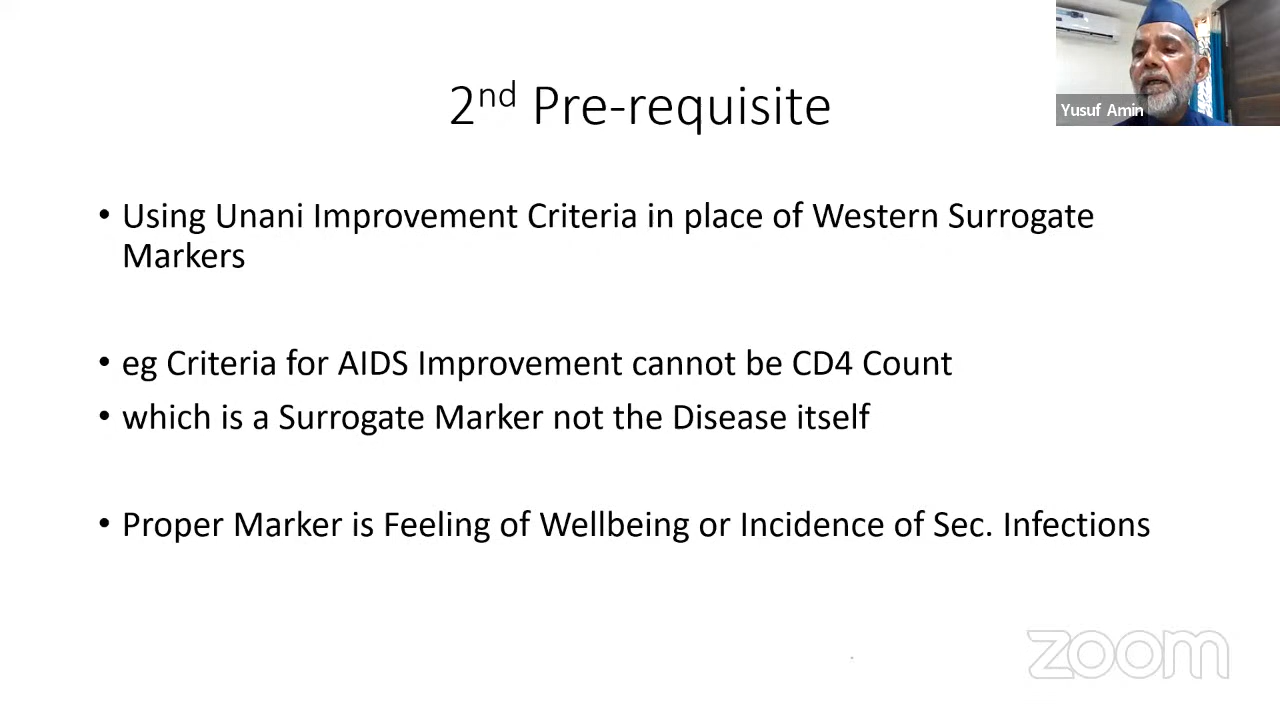 2nd Pre-requisite
Yusuf Amin
• Using Unani Improvement Criteria in place of Western Surrogate
Markers
• eg Criteria for AIDS Improvement cannot be CD4 Count
• which is a Surrogate Marker not the Disease itself
• Proper Marker is Feeling of Wellbeing or Incidence of Sec. Infections
zoom